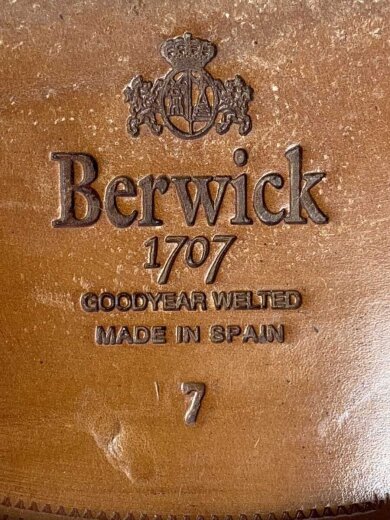 Berwick
1707
GOODYEAR WELTED
MADE IN SPAIN
7